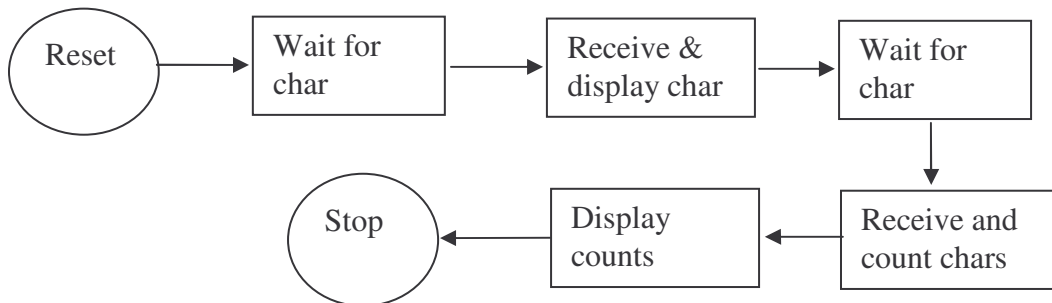 Reset
Wait for
char
Receive &
display char
Wait for
char
Receive and
count chars
Display
counts
Stop